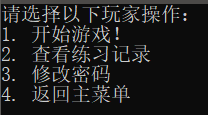 请选择以下玩家操作：
1. 开始游戏！
2. 查看练习记录
3. 修改密码
4. 返回主菜单